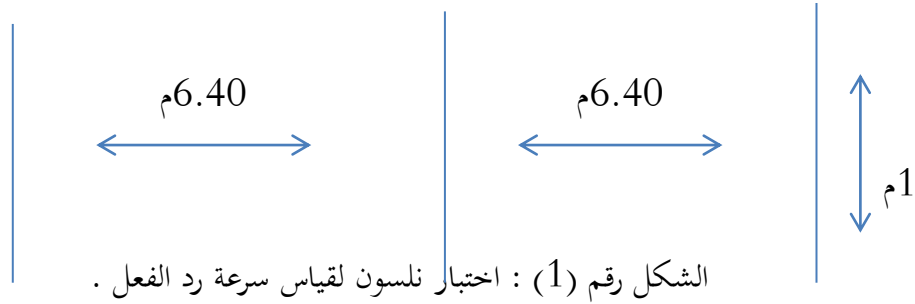 6.40م
6.40م
1م
الشكل رقم (1) : اختبار نلسون لقياس سرعة رد الفعل .